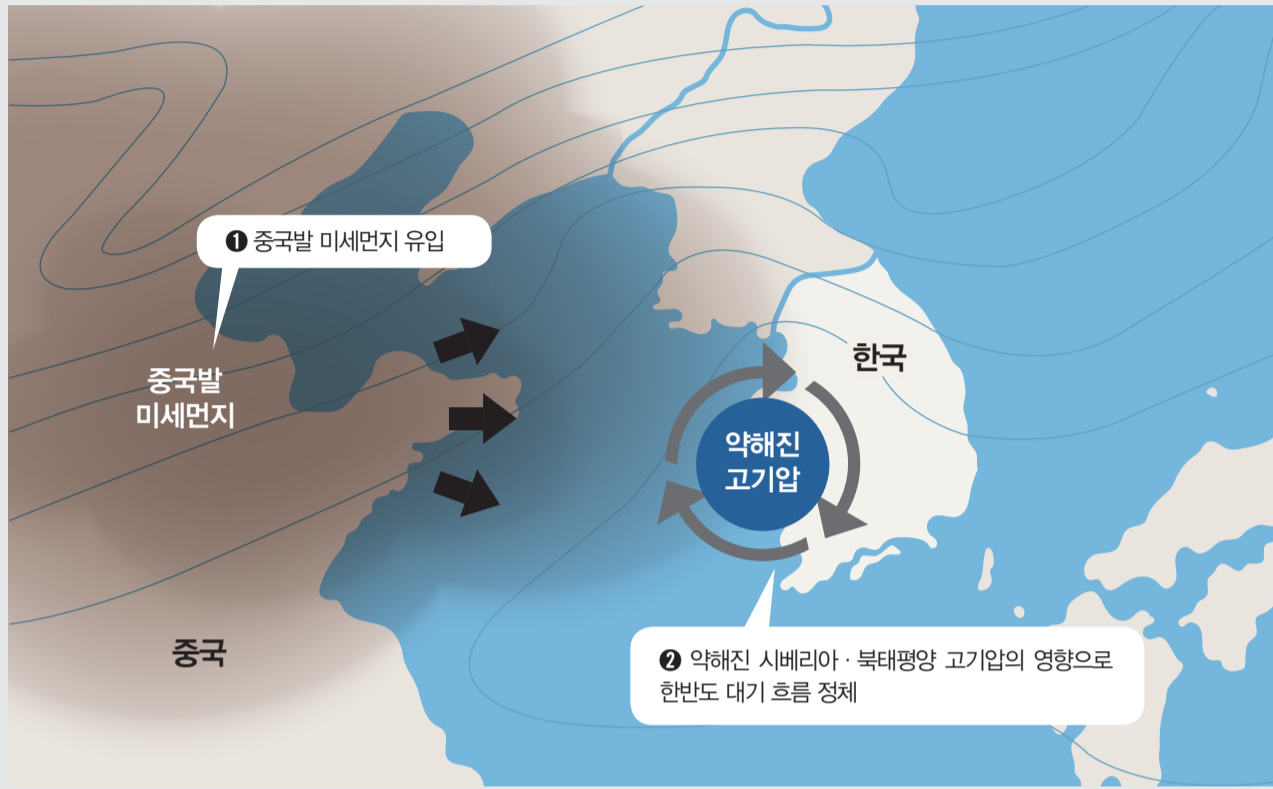 ❶ 중국발 미세먼지 유입
중국발
미세먼지
한국
약해진
고기압
중국
❷ 약해진 시베리아 · 북태평양 고기압의 영향으로
한반도 대기 흐름 정체